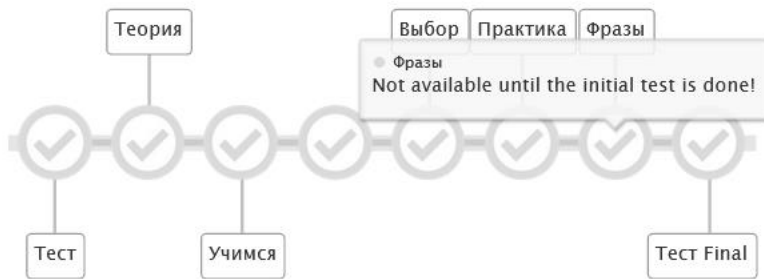 Теория
Выбор
Практика
Фразы
Фразы
Not available until the initial test is done!
Тест
Учимся
Тест Final